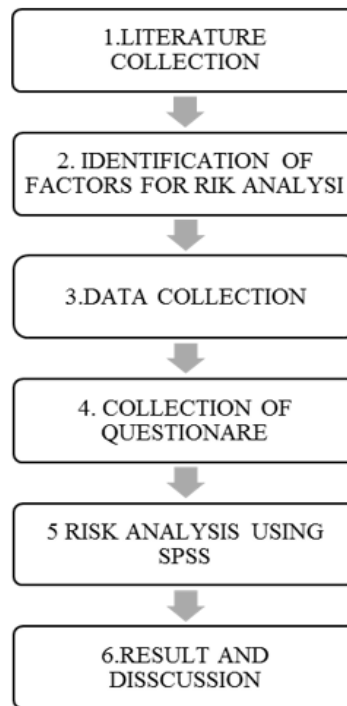 1.LITERATURE
COLLECTION
2. IDENTIFICATION OF
FACTORS FOR RIK ANALYSI
3.DATA COLLECTION
4. COLLECTION OF
QUESTIONARE
5 RISK ANALYSIS USING
SPSS
6.RESULT AND
DISSCUSSION